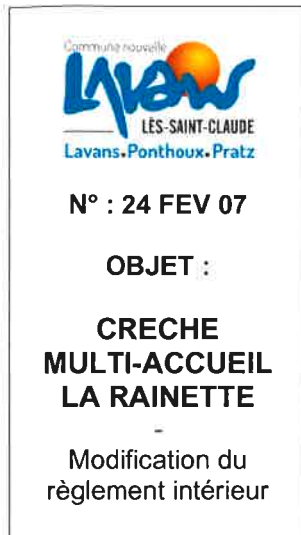 Commune nouvelle
Lavans
LÈS-SAINT-CLAUDE
Lavans•Ponthoux•Pratz
N° : 24 FEV 07
OBJET :
CRECHE
MULTI-ACCUEIL
LA RAINETTE
-
Modification du
règlement intérieur